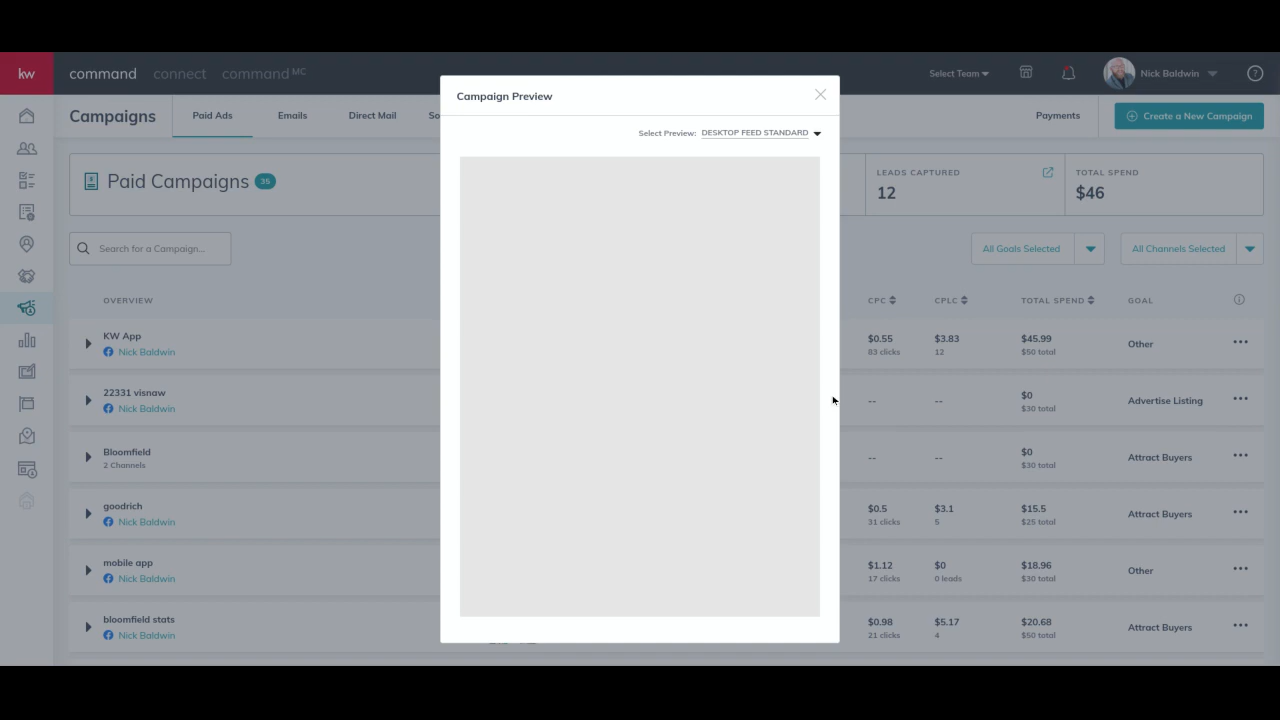 kw command connect command MC Select Team Nick Baldwin ?
Campaigns Paid Ads Emails Direct Mail So Payments Create a New Campaign
Campaign Preview
Select Preview: DESKTOP FEED STANDARD
Paid Campaigns 35
LEADS CAPTURED
12
TOTAL SPEND
$46
Search for a Campaign...
All Goals Selected All Channels Selected
OVERVIEW CPC CPLC TOTAL SPEND GOAL
KW App $0.55 $3.83 $45.99 Other
Nick Baldwin 83 clicks 12 $50 total
22331 visnaw -- -- $0 Advertise Listing
Nick Baldwin $30 total
Bloomfield -- -- $0 Attract Buyers
2 Channels $30 total
goodrich $0.5 $3.1 $15.5 Attract Buyers
Nick Baldwin 31 clicks 5 $25 total
mobile app $1.12 $0 $18.96 Other
Nick Baldwin 17 clicks 0 leads $30 total
bloomfield stats $0.98 $5.17 $20.68 Attract Buyers
Nick Baldwin 21 clicks 4 $50 total